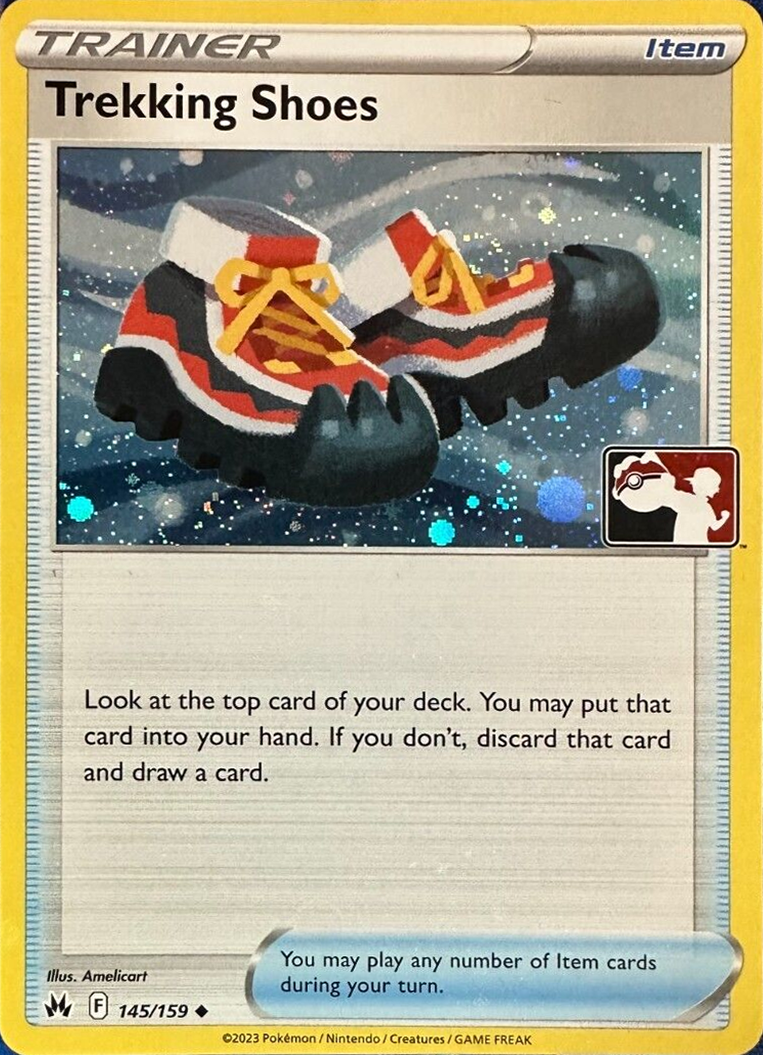 TRAINER Item
Trekking Shoes
Look at the top card of your deck. You may put that
card into your hand. If you don't, discard that card
and draw a card.
You may play any number of Item cards
during your turn.
Illus. Amelicart
F 145/159
©2023 Pokémon / Nintendo / Creatures / GAME FREAK